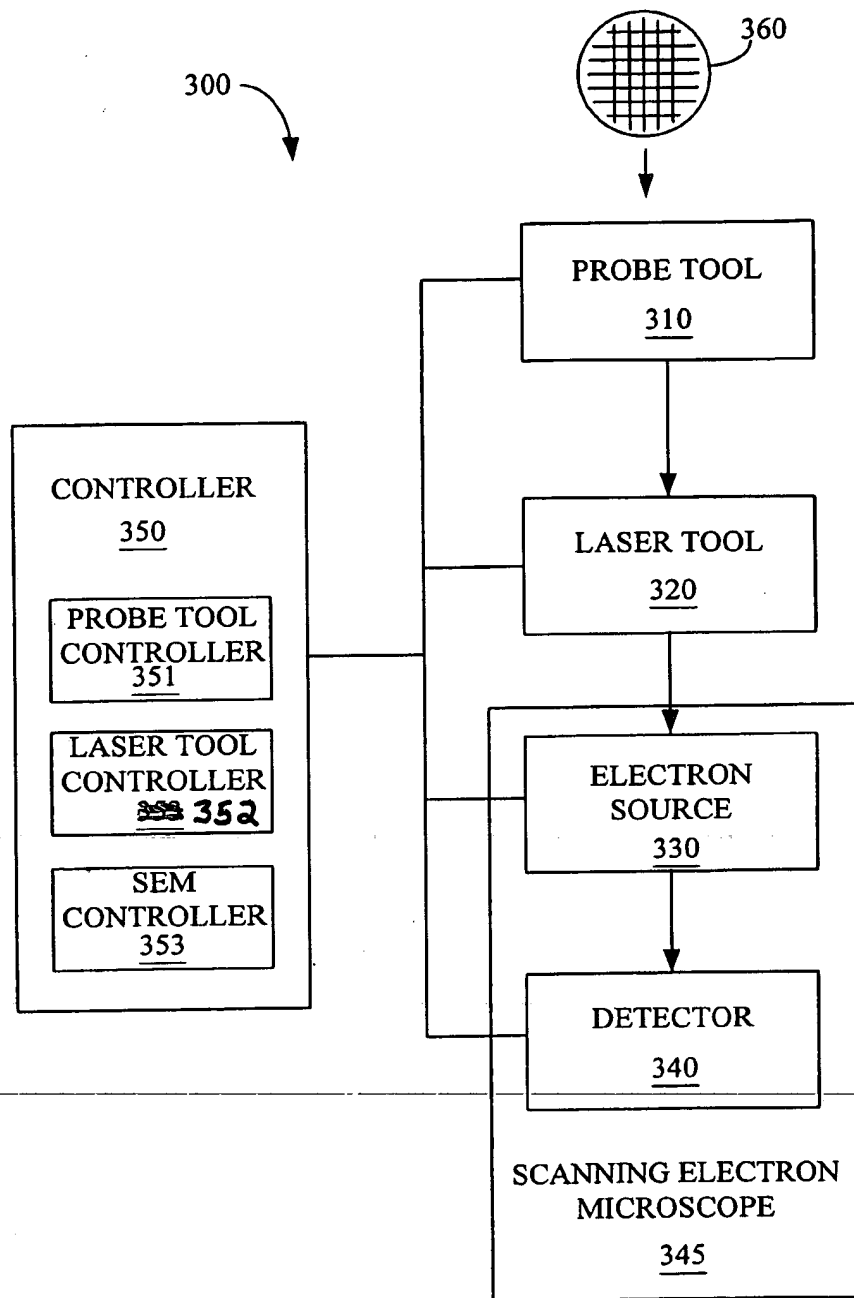 360
300
PROBE TOOL
310
CONTROLLER
350
LASER TOOL
320
PROBE TOOL
CONTROLLER
351
LASER TOOL
CONTROLLER
352
SEM
CONTROLLER
353
ELECTRON
SOURCE
330
DETECTOR
340
SCANNING ELECTRON
MICROSCOPE
345